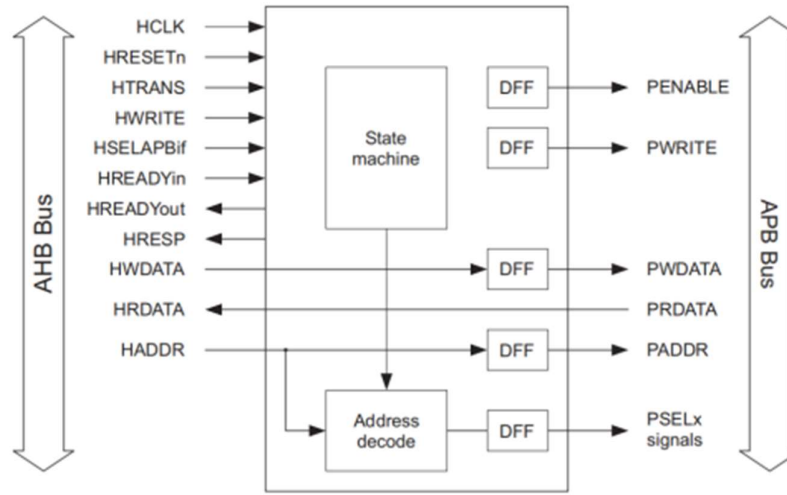 AHB Bus
HCLK
HRESETn
HTRANS
HWRITE
HSELAPBif
HREADYin
HREADYout
HRESP
HWDATA
HRDATA
HADDR
State
machine
Address
decode
DFF
DFF
DFF
DFF
DFF
PENABLE
PWRITE
PWDATA
PRDATA
PADDR
PSELx
signals
APB Bus